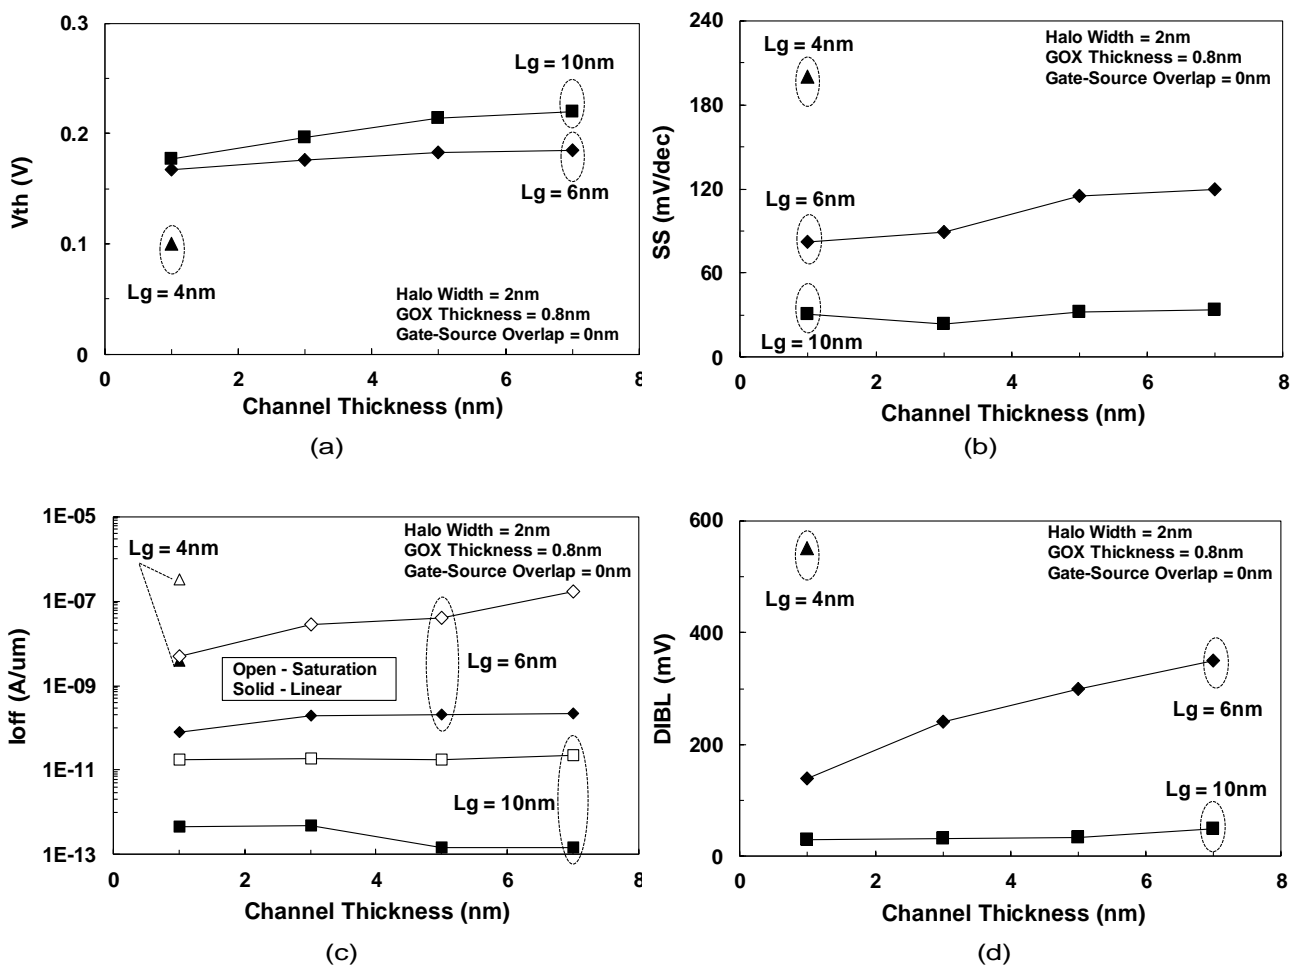 0.3
0.2
0.1
0
Vth (V)
Lg = 10nm
Lg = 6nm
Lg = 4nm
Halo Width = 2nm
GOX Thickness = 0.8nm
Gate-Source Overlap = 0nm
0 2 4 6 8
Channel Thickness (nm)
(a)
240
180
120
60
0
SS (mV/dec)
Halo Width = 2nm
GOX Thickness = 0.8nm
Gate-Source Overlap = 0nm
Lg = 4nm
Lg = 6nm
Lg = 10nm
0 2 4 6 8
Channel Thickness (nm)
(b)
1E-05
1E-07
1E-09
1E-11
1E-13
Ioff (A/um)
Halo Width = 2nm
GOX Thickness = 0.8nm
Gate-Source Overlap = 0nm
Lg = 4nm
Open - Saturation
Solid - Linear
Lg = 6nm
Lg = 10nm
0 2 4 6 8
Channel Thickness (nm)
(c)
600
400
200
0
DIBL (mV)
Halo Width = 2nm
GOX Thickness = 0.8nm
Gate-Source Overlap = 0nm
Lg = 4nm
Lg = 6nm
Lg = 10nm
0 2 4 6 8
Channel Thickness (nm)
(d)